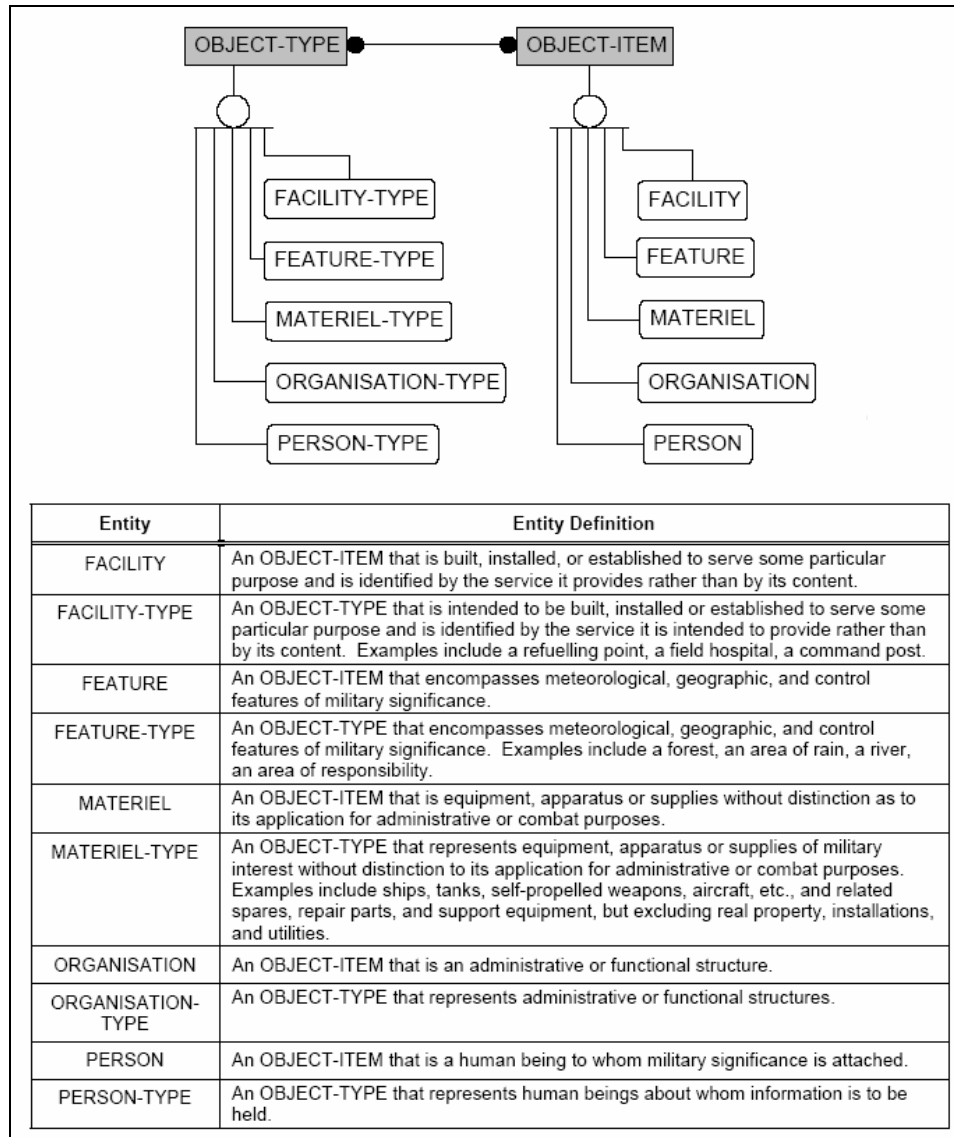 OBJECT-TYPE OBJECT-ITEM
FACILITY-TYPE FACILITY
FEATURE-TYPE FEATURE
MATERIEL-TYPE MATERIEL
ORGANISATION-TYPE ORGANISATION
PERSON-TYPE PERSON
Entity Entity Definition
FACILITY An OBJECT-ITEM that is built, installed, or established to serve some particular
purpose and is identified by the service it provides rather than by its content.
FACILITY-TYPE An OBJECT-TYPE that is intended to be built, installed or established to serve some
particular purpose and is identified by the service it is intended to provide rather than
by its content. Examples include a refuelling point, a field hospital, a command post.
FEATURE An OBJECT-ITEM that encompasses meteorological, geographic, and control
features of military significance.
FEATURE-TYPE An OBJECT-TYPE that encompasses meteorological, geographic, and control
features of military significance. Examples include a forest, an area of rain, a river,
an area of responsibility.
MATERIEL An OBJECT-ITEM that is equipment, apparatus or supplies without distinction as to
its application for administrative or combat purposes.
MATERIEL-TYPE An OBJECT-TYPE that represents equipment, apparatus or supplies of military
interest without distinction to its application for administrative or combat purposes.
Examples include ships, tanks, self-propelled weapons, aircraft, etc., and related
spares, repair parts, and support equipment, but excluding real property, installations,
and utilities.
ORGANISATION An OBJECT-ITEM that is an administrative or functional structure.
ORGANISATION- An OBJECT-TYPE that represents administrative or functional structures.
TYPE
PERSON An OBJECT-ITEM that is a human being to whom military significance is attached.
PERSON-TYPE An OBJECT-TYPE that represents human beings about whom information is to be
held.